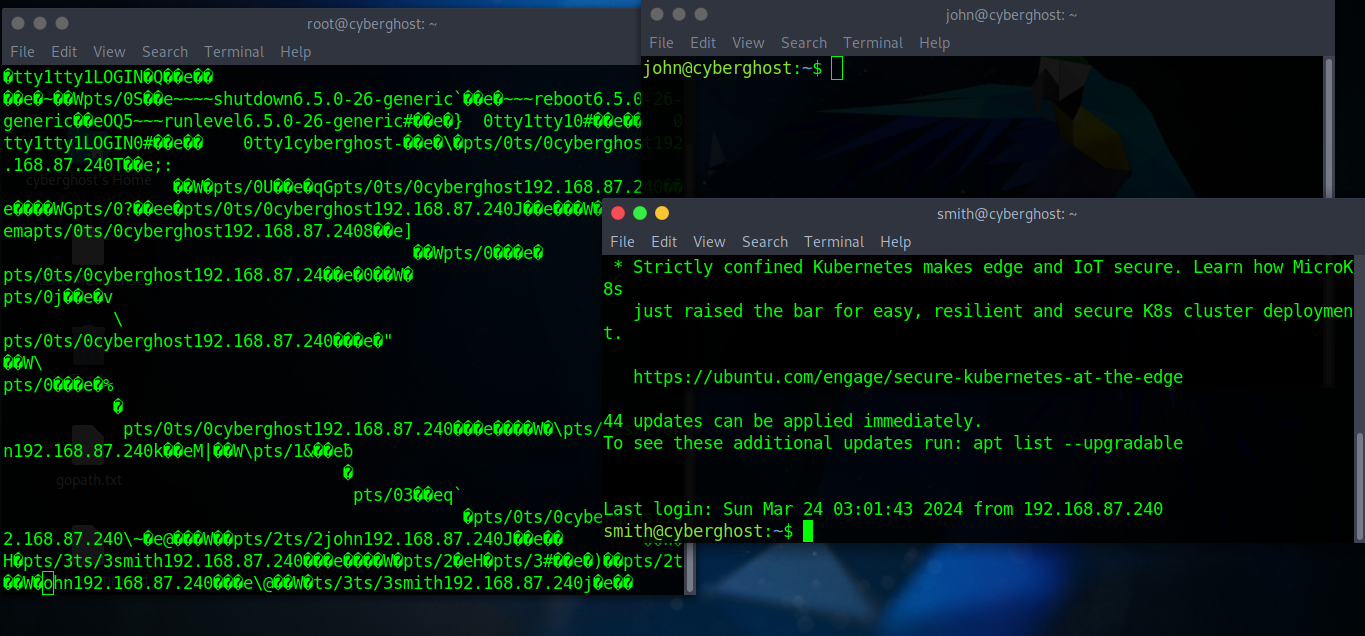 root@cyberghost: ~
File Edit View Search Terminal Help
�tty1tty1LOGIN�Q��e��
��e�~��Wpts/0S��e~~~~shutdown6.5.0-26-generic`��e�~~~reboot6.5.0-26-
generic��eOQ5~~~runlevel6.5.0-26-generic#��e�} 0tty1tty10#��e�� 0
tty1tty1LOGIN0#��e�� 0tty1cyberghost-��e�\�pts/0ts/0cyberghost192
.168.87.240T��e;:
cyberghost's Home
��W�pts/0U��e�qGpts/0ts/0cyberghost192.168.87.240��
e����WGpts/0?��ee�pts/0ts/0cyberghost192.168.87.240J��e���W�
emapts/0ts/0cyberghost192.168.87.2408��e]
��Wpts/0���e�
pts/0ts/0cyberghost192.168.87.24��e�0��W�
pts/0j��e�v
\
pts/0ts/0cyberghost192.168.87.240���e�"
��W\
pts/0���e�%
�
pts/0ts/0cyberghost192.168.87.240���e����W�\pts/
n192.168.87.240k��eM|��W\pts/1&��eb
�
gopath.txt
pts/03��eq`
�pts/0ts/0cybe
2.168.87.240\~�e@���W��pts/2ts/2john192.168.87.240J��e��
H�pts/3ts/3smith192.168.87.240���e����W�pts/2�eH�pts/3#��e�)��pts/2t
��W�ohn192.168.87.240���e\@��W�ts/3ts/3smith192.168.87.240j�e��
john@cyberghost: ~
File Edit View Search Terminal Help
john@cyberghost:~$
smith@cyberghost: ~
File Edit View Search Terminal Help
* Strictly confined Kubernetes makes edge and IoT secure. Learn how MicroK
8s
just raised the bar for easy, resilient and secure K8s cluster deploymen
t.
https://ubuntu.com/engage/secure-kubernetes-at-the-edge
44 updates can be applied immediately.
To see these additional updates run: apt list --upgradable
Last login: Sun Mar 24 03:01:43 2024 from 192.168.87.240
smith@cyberghost:~$